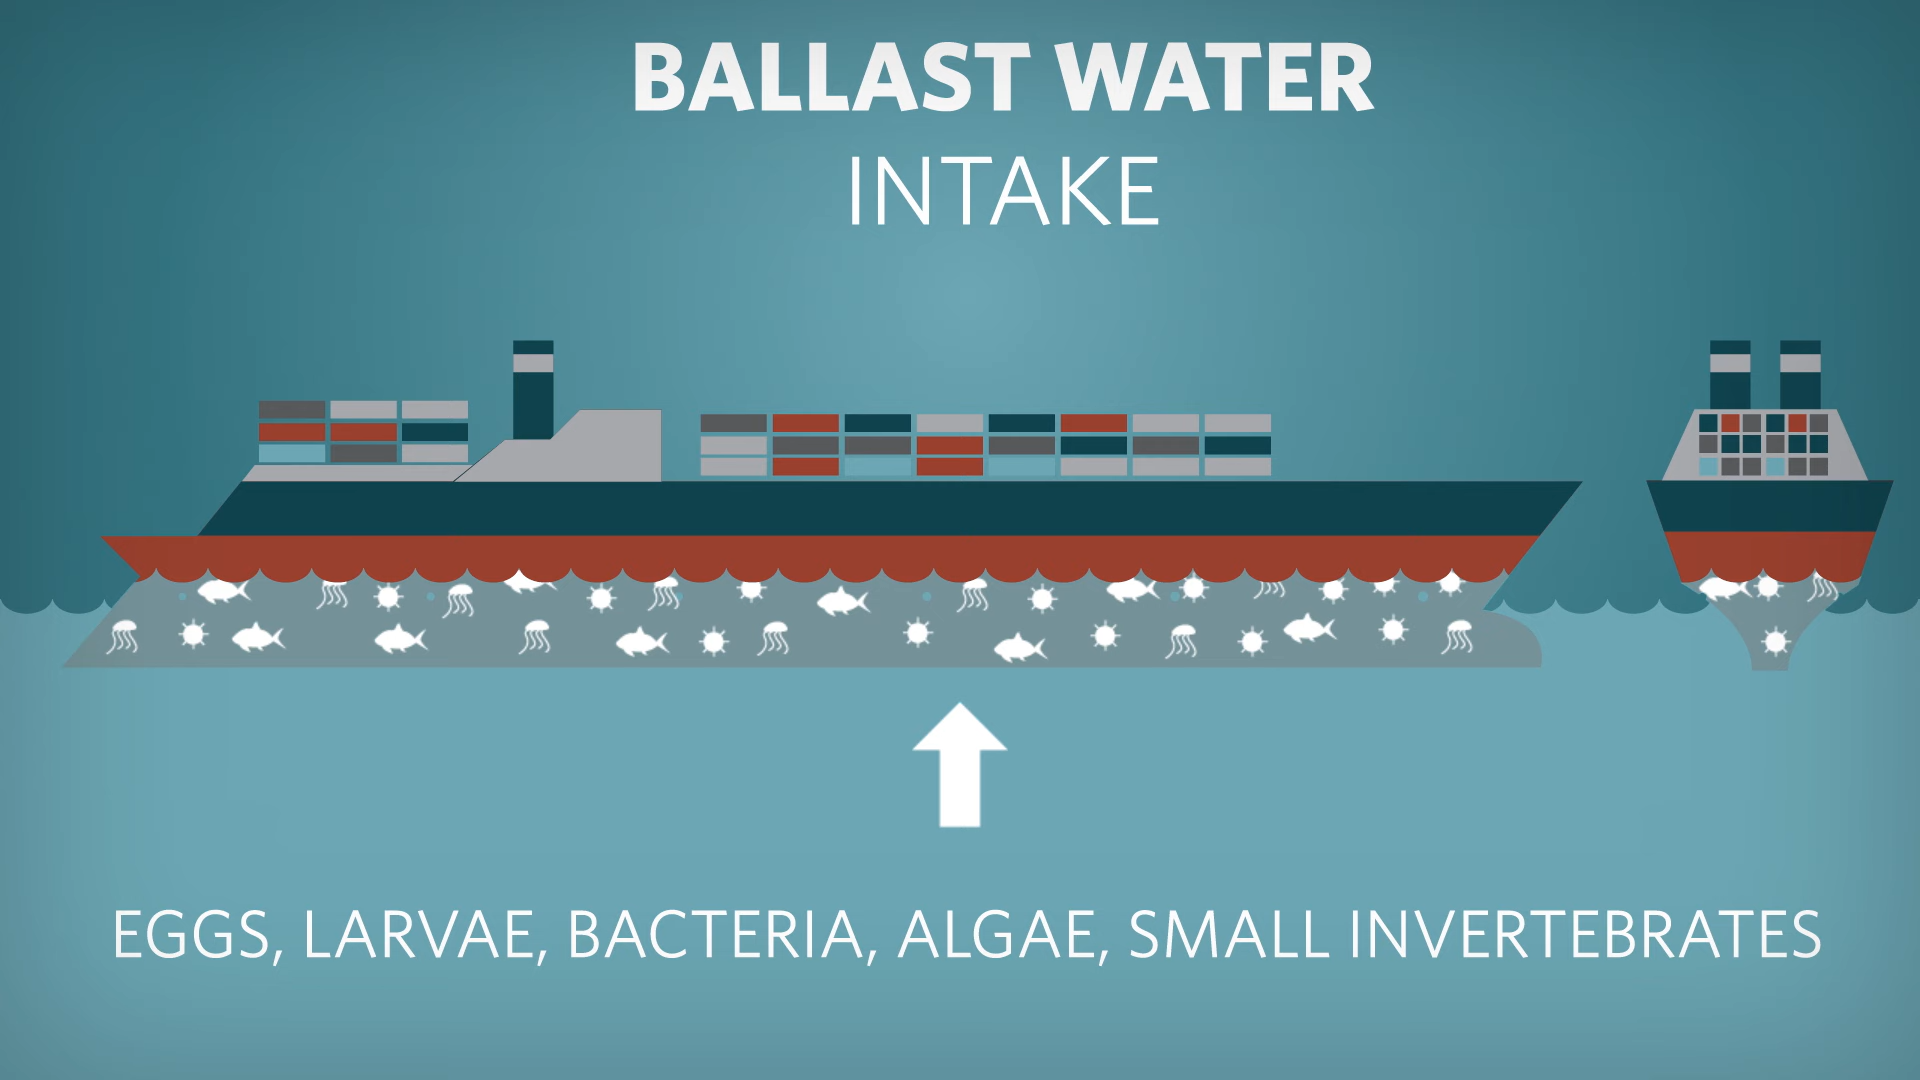 BALLAST WATER
INTAKE
EGGS, LARVAE, BACTERIA, ALGAE, SMALL INVERTEBRATES